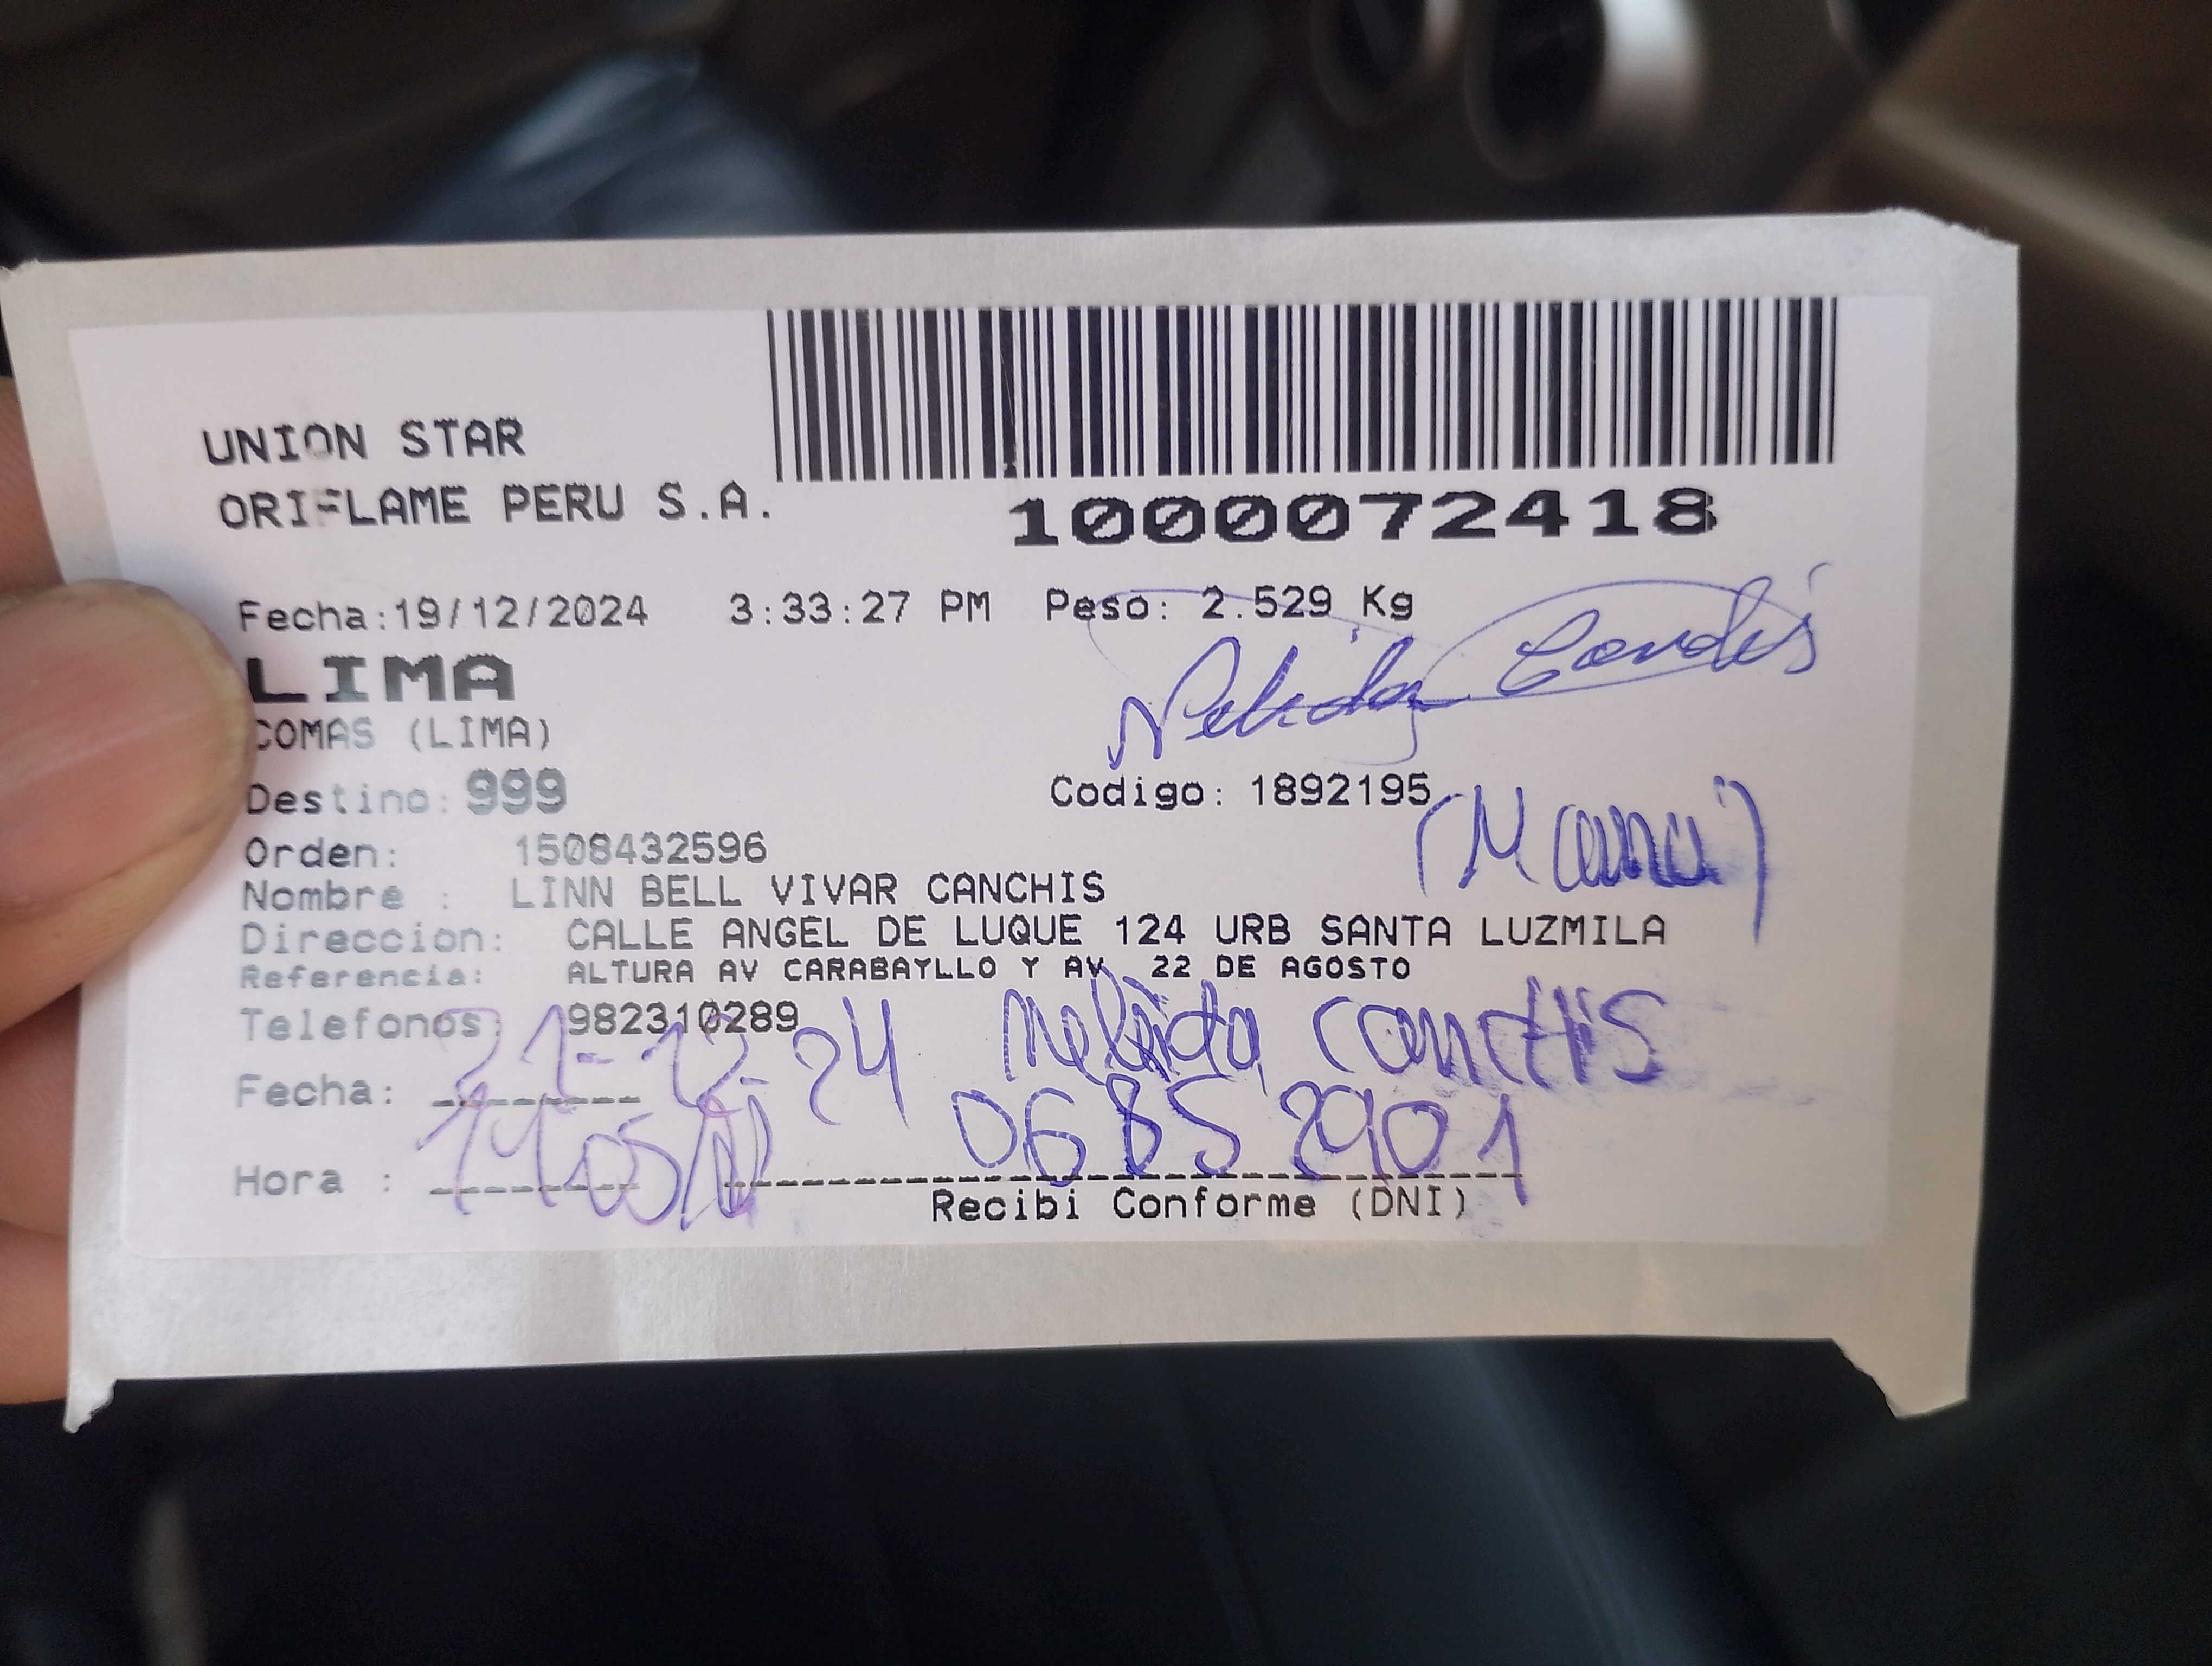 UNION STAR
ORIFLAME PERU S.A.
1000072418
Fecha:19/12/2024 3:33:27 PM Peso: 2.529 Kg
LIMA
COMAS (LIMA)
Destino: 999 Codigo: 1892195
(Mama)
Orden: 1508432596
Nombre : LINN BELL VIVAR CANCHIS
Direccion: CALLE ANGEL DE LUQUE 124 URB SANTA LUZMILA
Referencia: ALTURA AV CARABAYLLO Y AV 22 DE AGOSTO
Telefonos: 982310289
Fecha: 21-12-24 canchis
Hora : 06852901
Recibi Conforme (DNI)